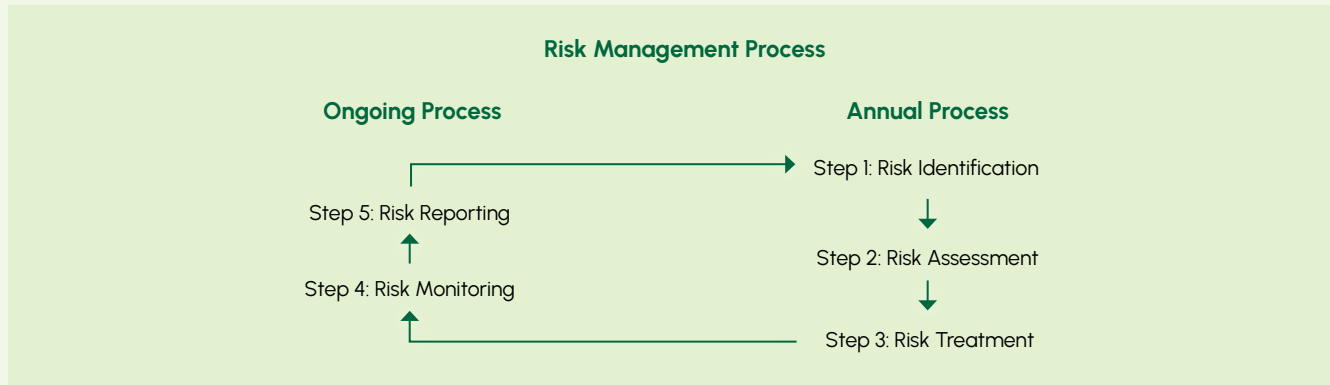 Risk Management Process
Ongoing Process
Annual Process
Step 1: Risk Identification
Step 5: Risk Reporting
Step 2: Risk Assessment
Step 4: Risk Monitoring
Step 3: Risk Treatment